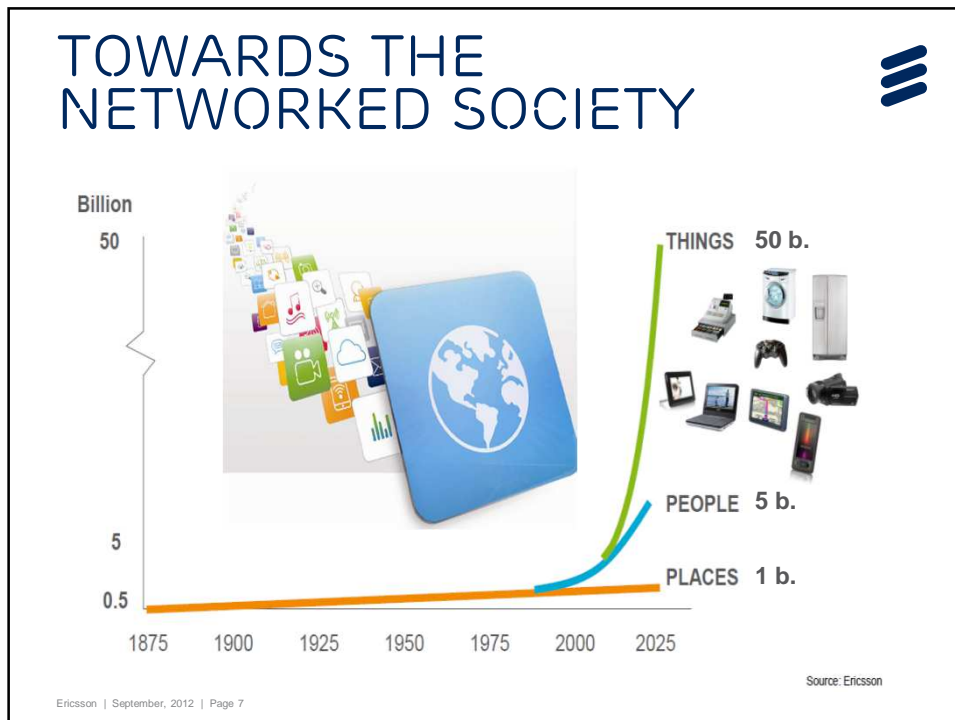 TOWARDS THE
NETWORKED SOCIETY
Billion
50
THINGS 50 b.
PEOPLE 5 b.
5
PLACES 1 b.
0.5
1875 1900 1925 1950 1975 2000 2025
Source: Ericsson
Ericsson | September, 2012 | Page 7